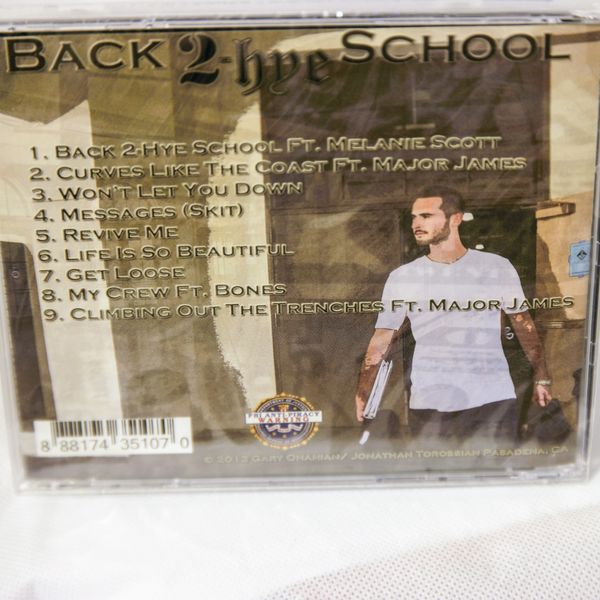 BACK 2-hye SCHOOL
1. BACK 2-HYE SCHOOL FT. MELANIE SCOTT
2. CURVES LIKE THE COAST FT. MAJOR JAMES
3. WON'T LET YOU DOWN
4. MESSAGES (SKIT)
5. REVIVE ME
6. LIFE IS SO BEAUTIFUL
7. GET LOOSE
8. MY CREW FT. BONES
9. CLIMBING OUT THE TRENCHES FT. MAJOR JAMES
FBI ANTI-PIRACY
WARNING
8 88174 35107 0
© 2013 GARY OHANIAN/ JONATHAN TOROSSIAN PASADENA, CA